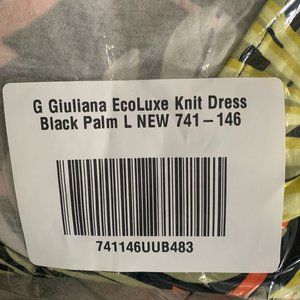 G Giuliana EcoLuxe Knit Dress
Black Palm L NEW 741-146
741146UUB483